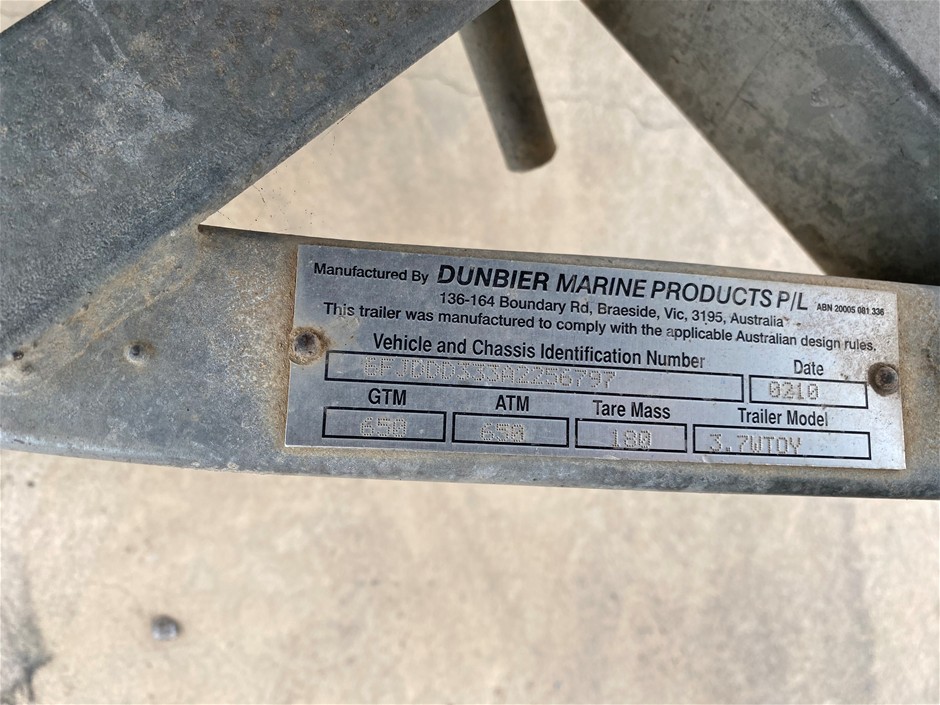 Manufactured By DUNBIER MARINE PRODUCTS P/L ABN 20005 081 336
136-164 Boundary Rd, Braeside, Vic, 3195, Australia
This trailer was manufactured to comply with the applicable Australian design rules.
Vehicle and Chassis Identification Number Date
0210
GTM ATM Tare Mass Trailer Model
650 650 180 3.7WTOY